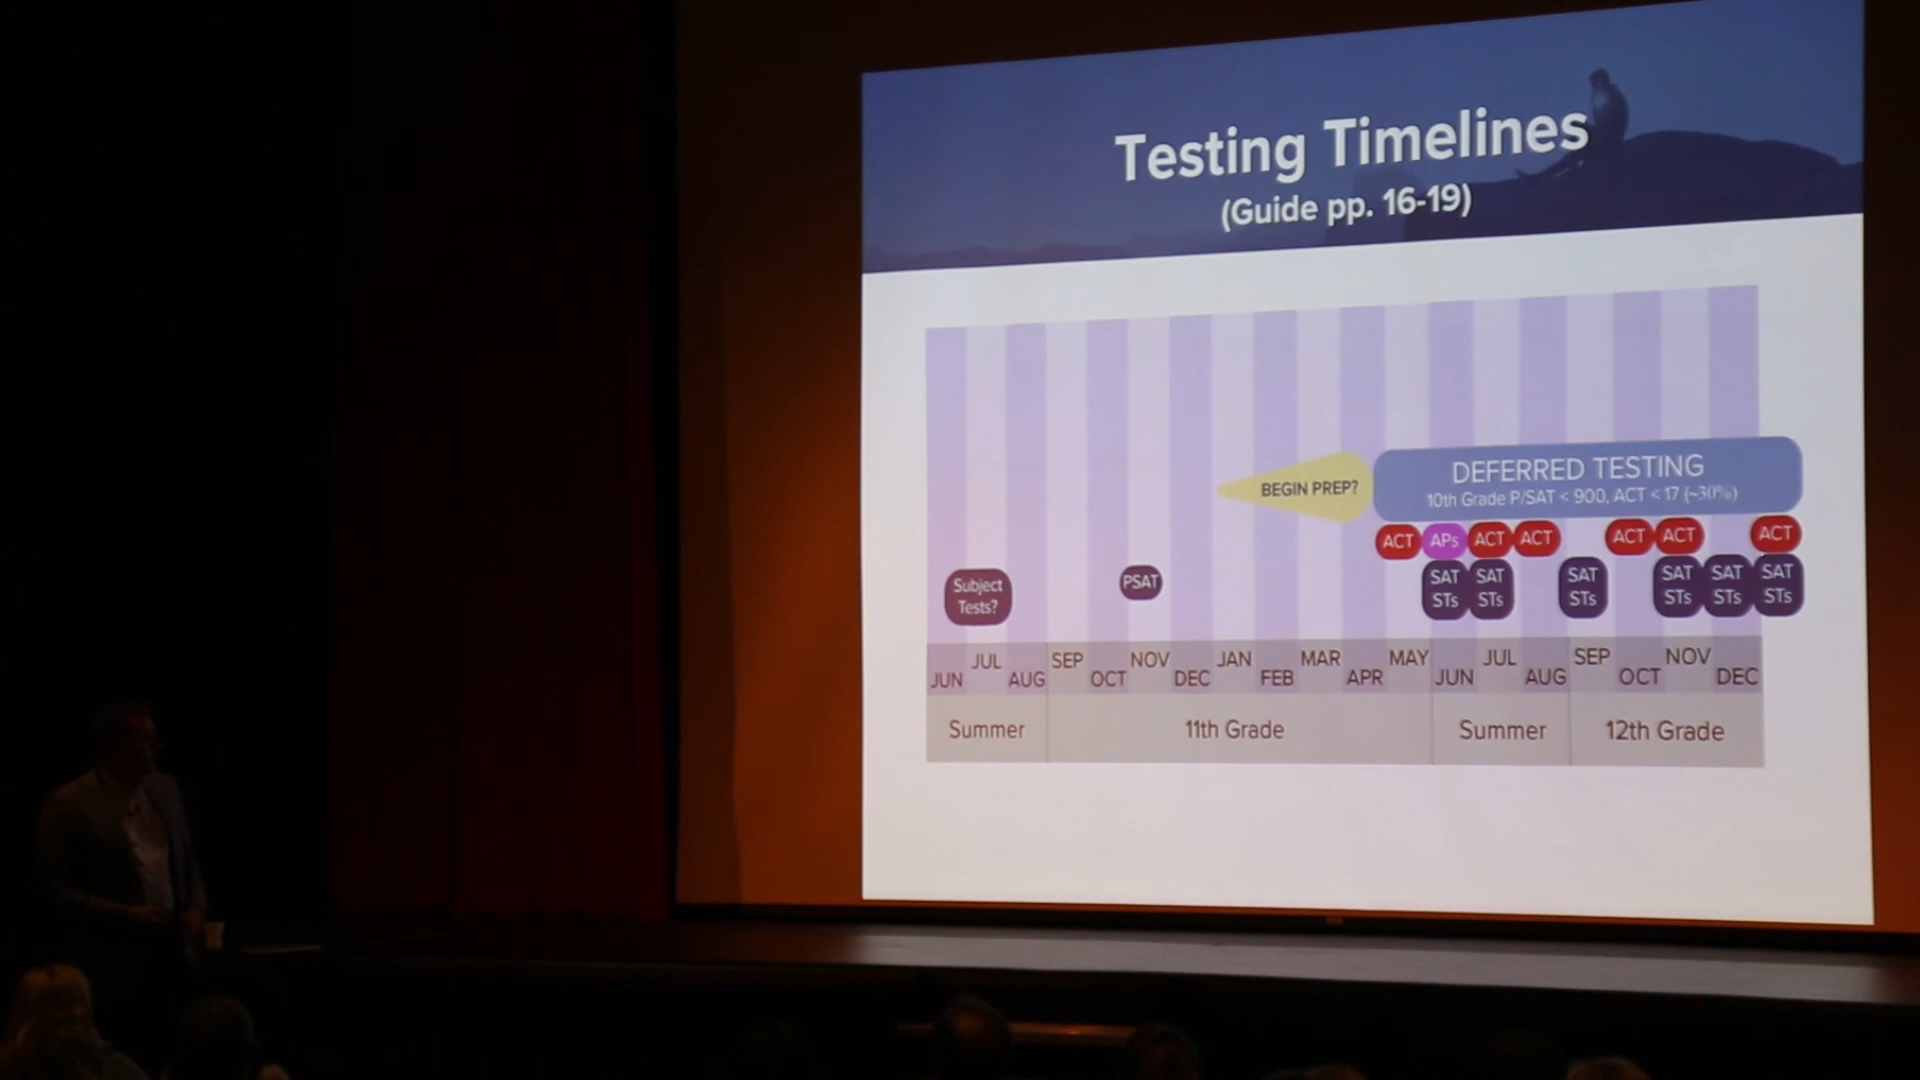 Testing Timelines
(Guide pp. 16-19)
DEFERRED TESTING
10th Grade P/SAT < 900, ACT < 17 (~30%)
BEGIN PREP?
ACT APs ACT ACT ACT ACT ACT
Subject
Tests?
PSAT
SAT
STs
SAT
STs
SAT
STs
SAT
STs
SAT
STs
SAT
STs
JUN JUL AUG SEP OCT NOV DEC JAN FEB MAR APR MAY JUN JUL AUG SEP OCT NOV DEC
Summer 11th Grade Summer 12th Grade